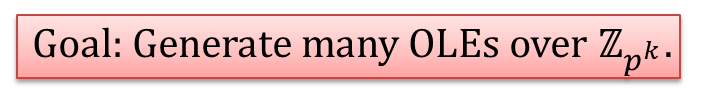 Goal: Generate many OLEs over ℤ_{p^k}.